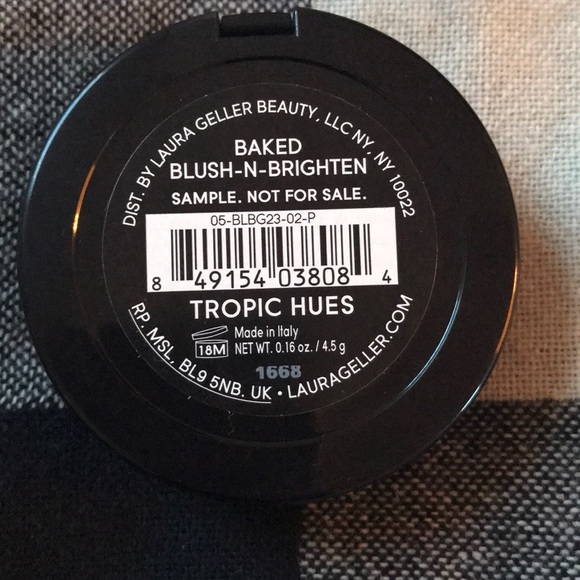 DIST. BY LAURA GELLER BEAUTY, LLC NY, NY 10022
BAKED
BLUSH-N-BRIGHTEN
SAMPLE. NOT FOR SALE.
05-BLBG23-02-P
8 49154 03808 4
TROPIC HUES
18M
Made in Italy
NET WT. 0.16 oz. / 4.5 g
1668
RP. MSL, BL9 5NB. UK • LAURAGELLER.COM